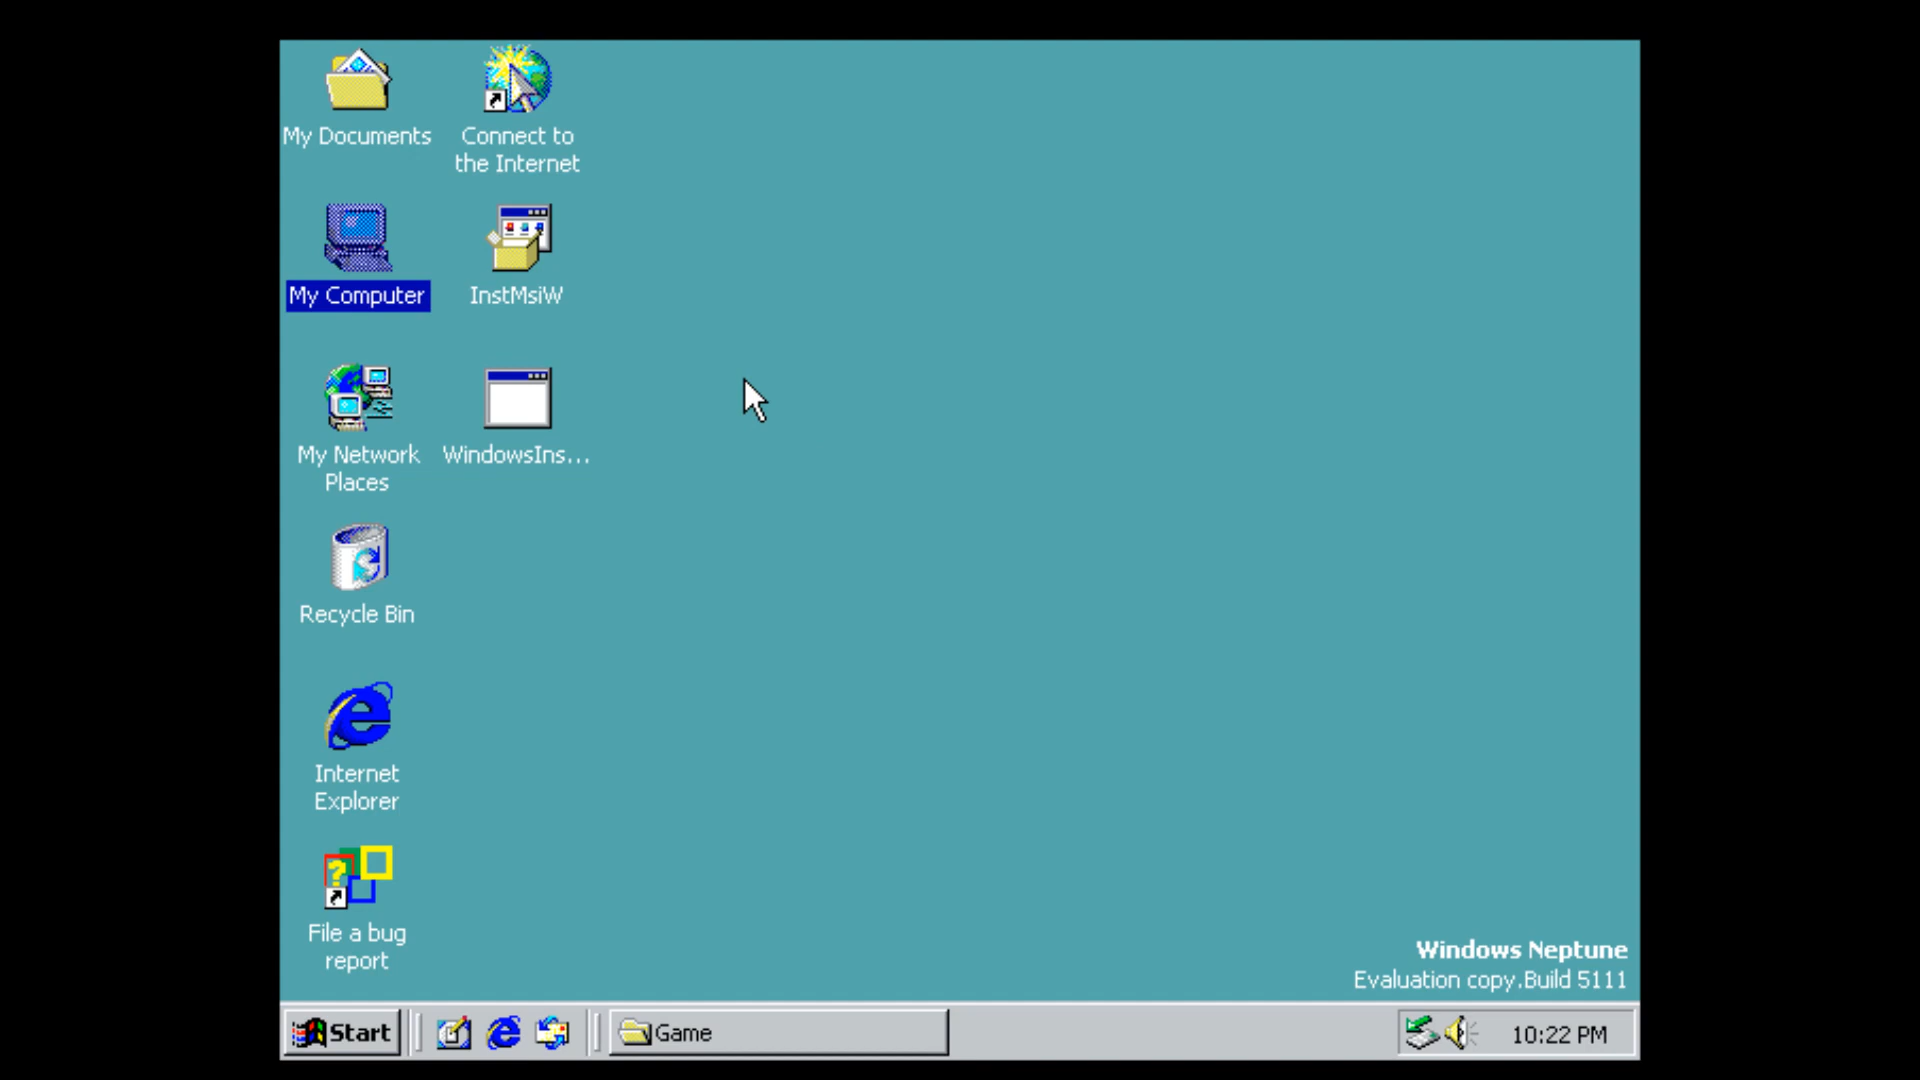 My Documents
Connect to
the Internet
My Computer
InstMsiW
My Network
Places
WindowsIns...
Recycle Bin
Internet
Explorer
File a bug
report
Windows Neptune
Evaluation copy.Build 5111
Start
Game
10:22 PM